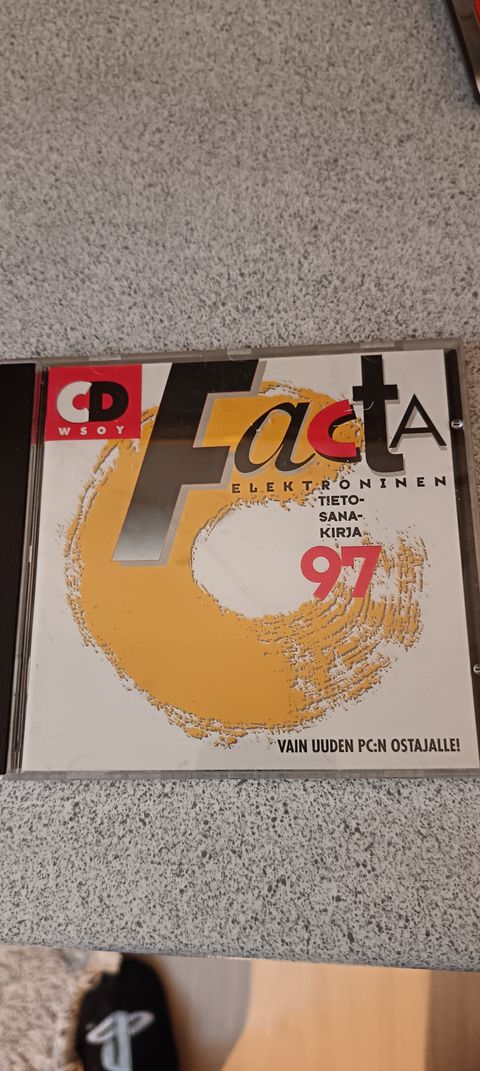 CD
WSOY
FactA
ELEKTRONINEN
TIETO-
SANA-
KIRJA
97
VAIN UUDEN PC:N OSTAJALLE!